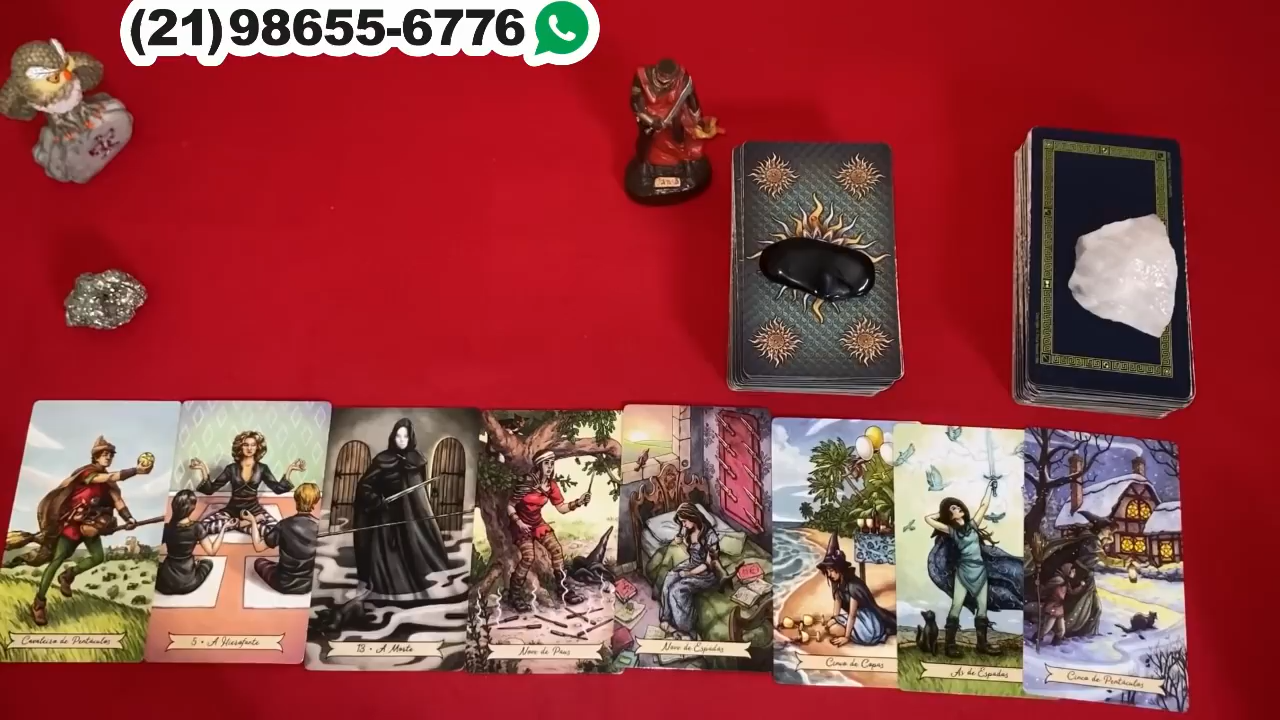 (21)98655-6776
Cavaleiro de Pentáculos
5 • A Hierofante
13 • A Morte
Nove de Paus
Nove de Espadas
Cinco de Copas
Ás de Espadas
Cinco de Pentáculos